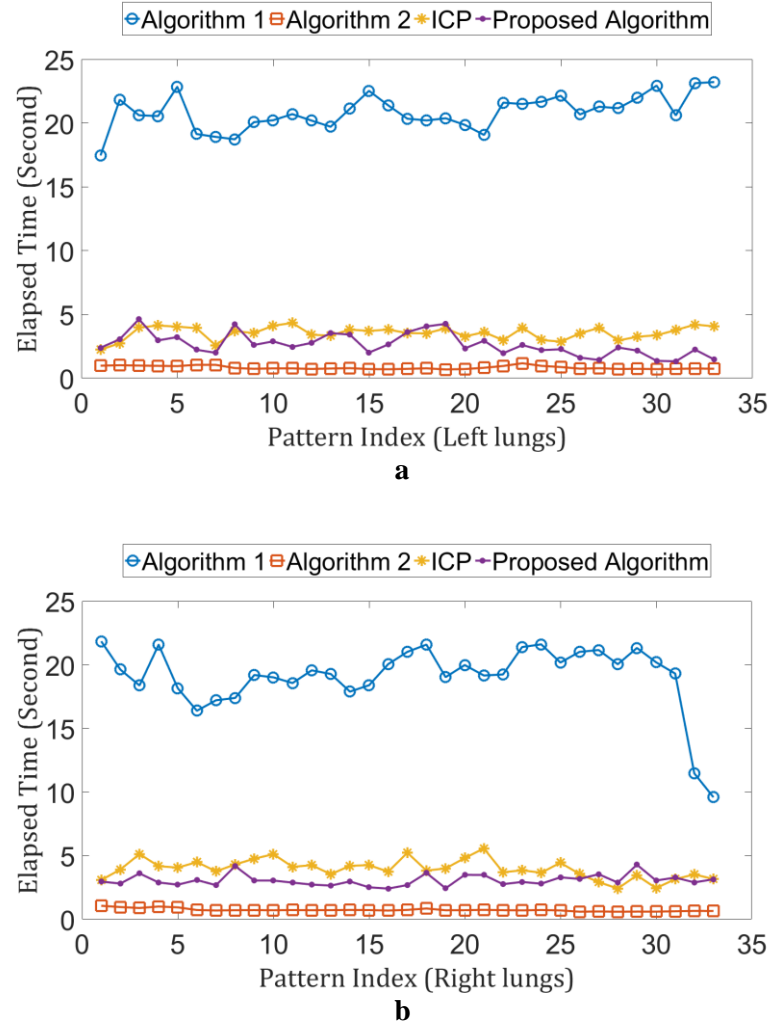 Algorithm 1 Algorithm 2 ICP Proposed Algorithm
25
20
15
10
5
0
Elapsed Time (Second)
0 5 10 15 20 25 30 35
Pattern Index (Left lungs)
a
Algorithm 1 Algorithm 2 ICP Proposed Algorithm
25
20
15
10
5
0
Elapsed Time (Second)
0 5 10 15 20 25 30 35
Pattern Index (Right lungs)
b